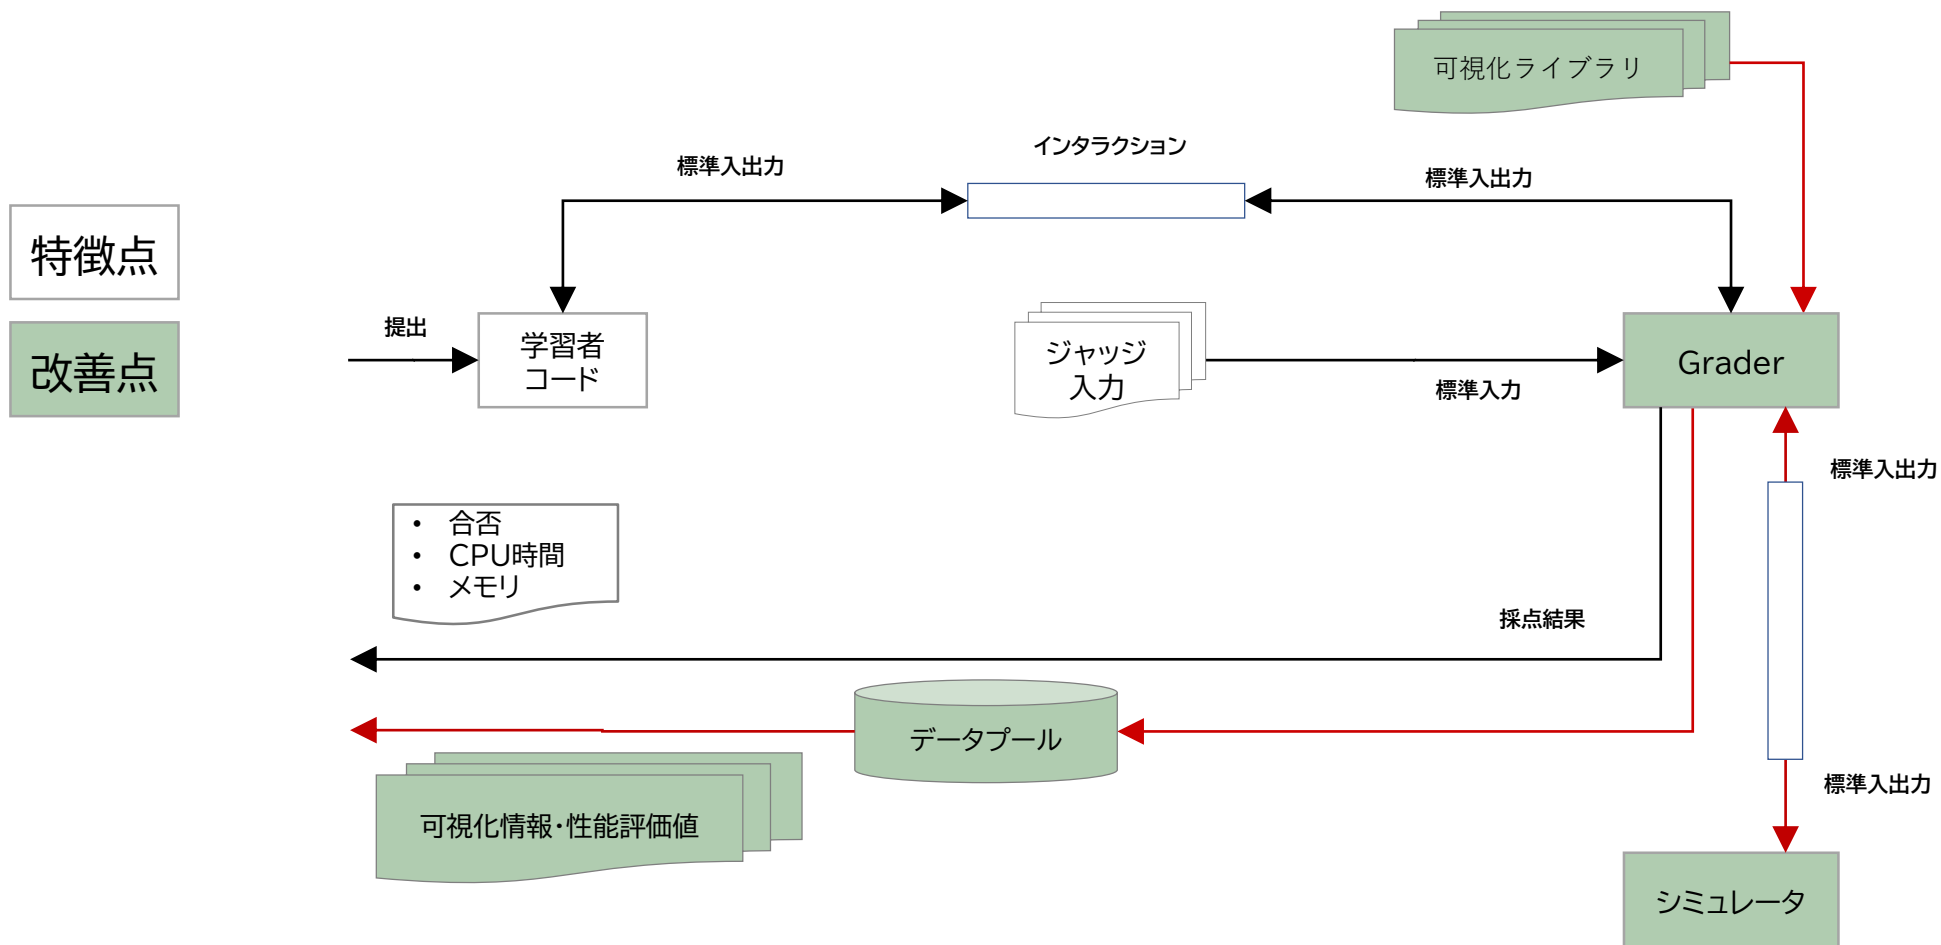 可視化ライブラリ
インタラクション
標準入出力
標準入出力
特徴点
提出
学習者
コード
ジャッジ
入力
Grader
改善点
標準入力
標準入出力
• 合否
• CPU時間
• メモリ
採点結果
データプール
標準入出力
可視化情報・性能評価値
シミュレータ